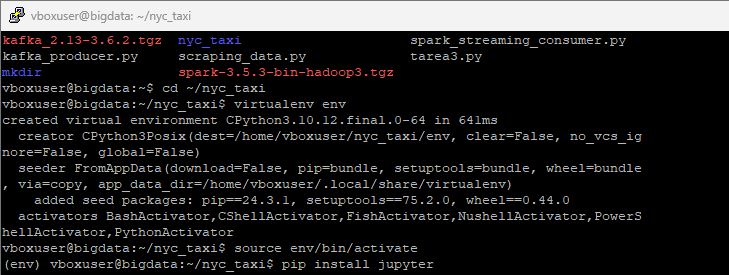 vboxuser@bigdata: ~/nyc_taxi
kafka_2.13-3.6.2.tgz nyc_taxi spark_streaming_consumer.py
kafka_producer.py scraping_data.py tarea3.py
mkdir spark-3.5.3-bin-hadoop3.tgz
vboxuser@bigdata:~$ cd ~/nyc_taxi
vboxuser@bigdata:~/nyc_taxi$ virtualenv env
created virtual environment CPython3.10.12.final.0-64 in 641ms
  creator CPython3Posix(dest=/home/vboxuser/nyc_taxi/env, clear=False, no_vcs_ig
nore=False, global=False)
  seeder FromAppData(download=False, pip=bundle, setuptools=bundle, wheel=bundle
, via=copy, app_data_dir=/home/vboxuser/.local/share/virtualenv)
    added seed packages: pip==24.3.1, setuptools==75.2.0, wheel==0.44.0
  activators BashActivator,CShellActivator,FishActivator,NushellActivator,PowerS
hellActivator,PythonActivator
vboxuser@bigdata:~/nyc_taxi$ source env/bin/activate
(env) vboxuser@bigdata:~/nyc_taxi$ pip install jupyter